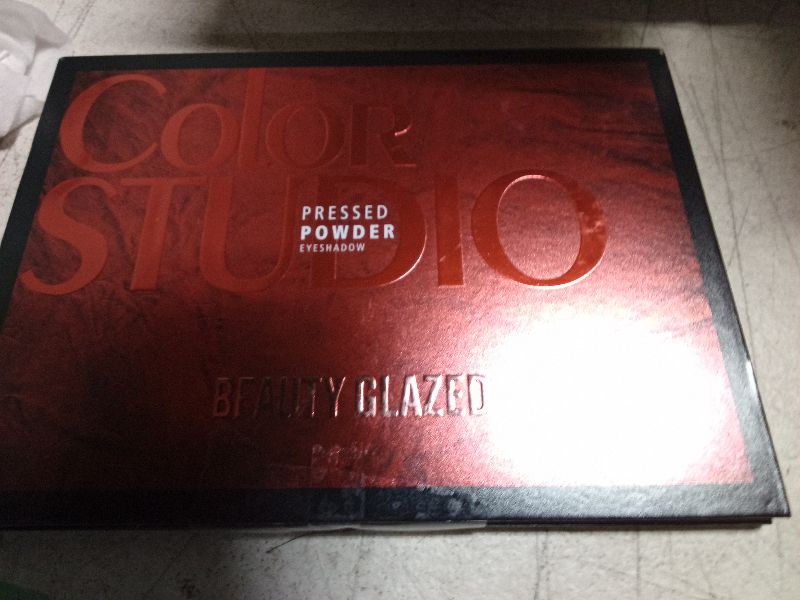 Color
STUDIO
PRESSED
POWDER
EYESHADOW
BEAUTY GLAZED